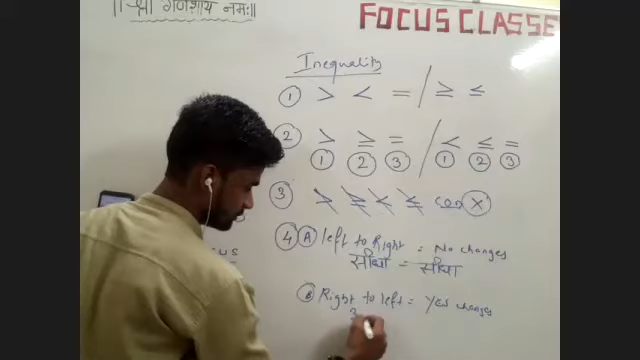 ॥ श्री गणेशाय नमः॥
FOCUS CLASSE
Inequality
① > < = / ≥ ≤
② > ≥ = / < ≤ =
① ② ③ ① ② ③
③ > ≥ < ≤ con X
④ Ⓐ left to Right = No changes
सीधा = सीधा
Ⓑ Right to left = Yes changes